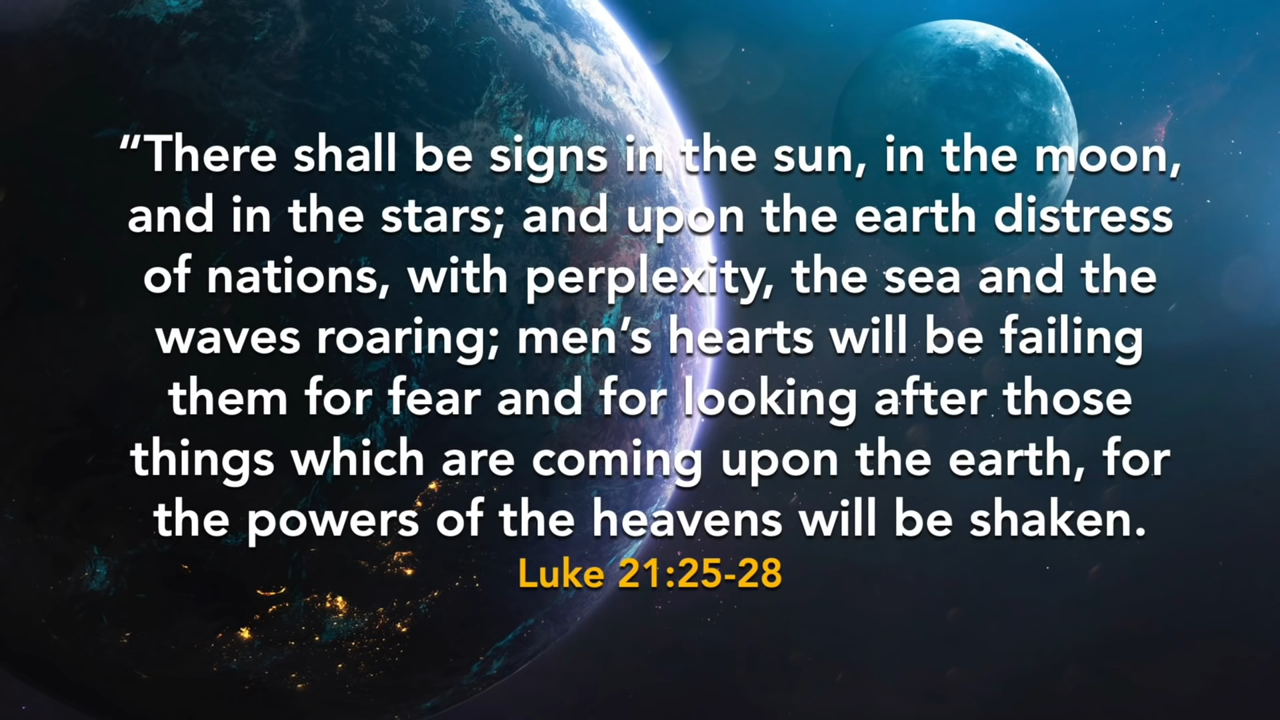 “There shall be signs in the sun, in the moon,
and in the stars; and upon the earth distress
of nations, with perplexity, the sea and the
waves roaring; men’s hearts will be failing
them for fear and for looking after those
things which are coming upon the earth, for
the powers of the heavens will be shaken.
Luke 21:25-28